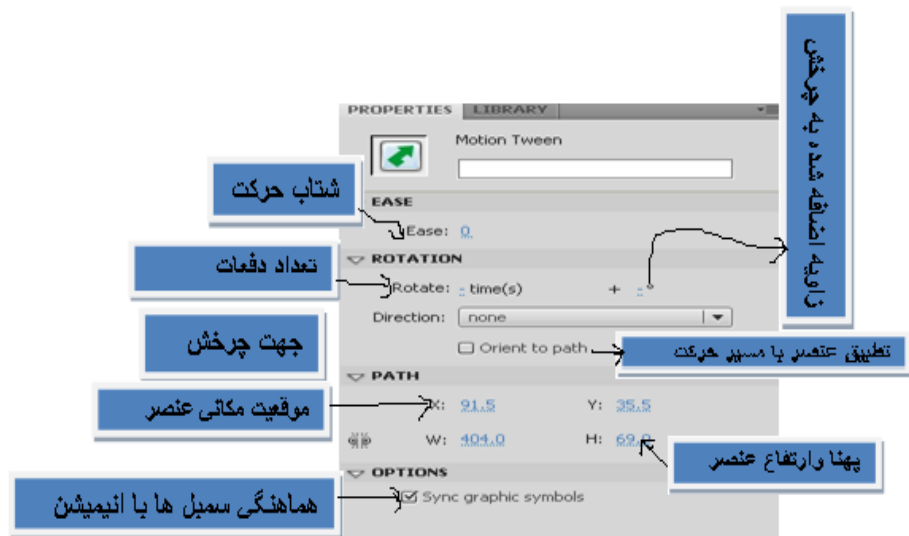 زاویه اضافه شده به چرخش
PROPERTIES LIBRARY
Motion Tween
شتاب حرکت
EASE
Ease: 0
تعداد دفعات
ROTATION
Rotate: - time(s) + -°
Direction: none
جهت چرخش
Orient to path
تطبیق عنصر با مسیر حرکت
PATH
موقعیت مکانی عنصر
X: 91.5 Y: 35.5
W: 404.0 H: 69.0
پهنا وارتفاع عنصر
OPTIONS
هماهنگی سمبل ها با انیمیشن
Sync graphic symbols